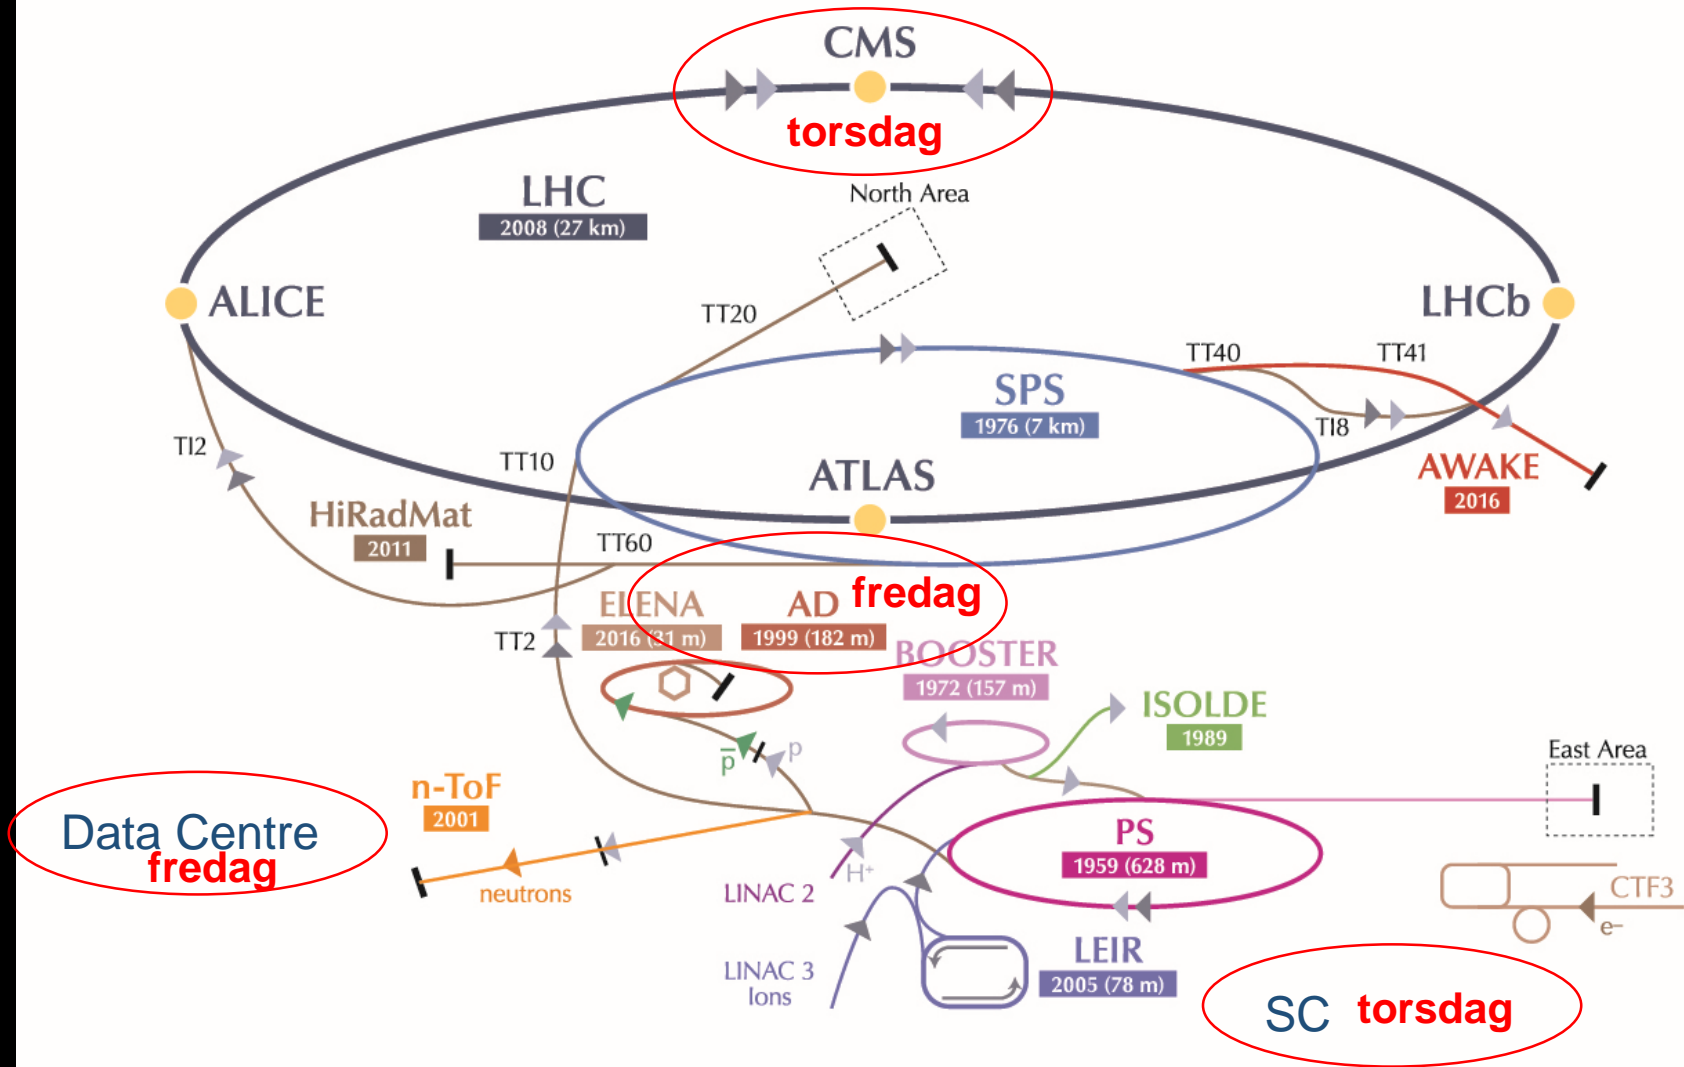 CMS
torsdag
LHC
2008 (27 km)
North Area
ALICE
LHCb
TT20
TT40
TT41
SPS
1976 (7 km)
TI8
TI2
TT10
ATLAS
AWAKE
2016
HiRadMat
2011
TT60
ELENA
2016 (31 m)
AD
1999 (182 m)
fredag
TT2
BOOSTER
1972 (157 m)
ISOLDE
1989
p̅
p
East Area
n-ToF
2001
Data Centre
fredag
neutrons
PS
1959 (628 m)
H⁺
LINAC 2
CTF3
e−
LEIR
2005 (78 m)
LINAC 3
Ions
SC torsdag